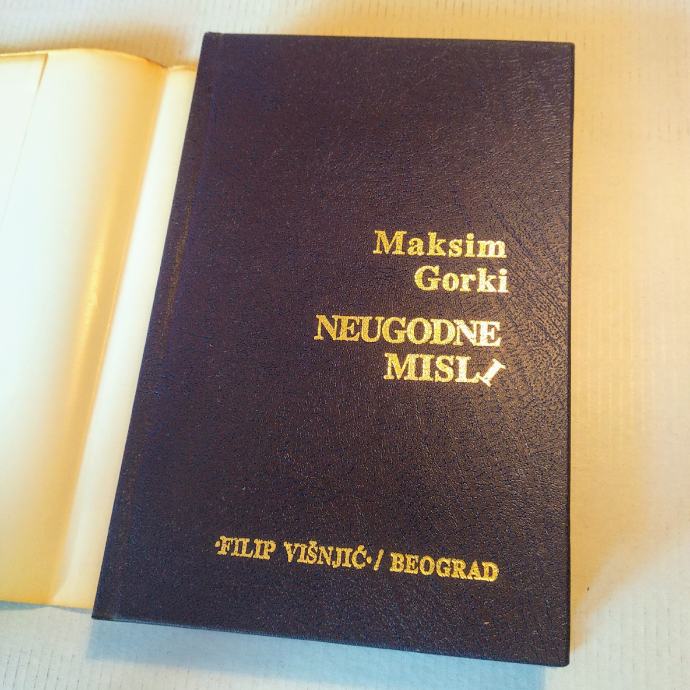 Maksim
Gorki
NEUGODNE
MISLI
·FILIP VIŠNJIĆ·/ BEOGRAD